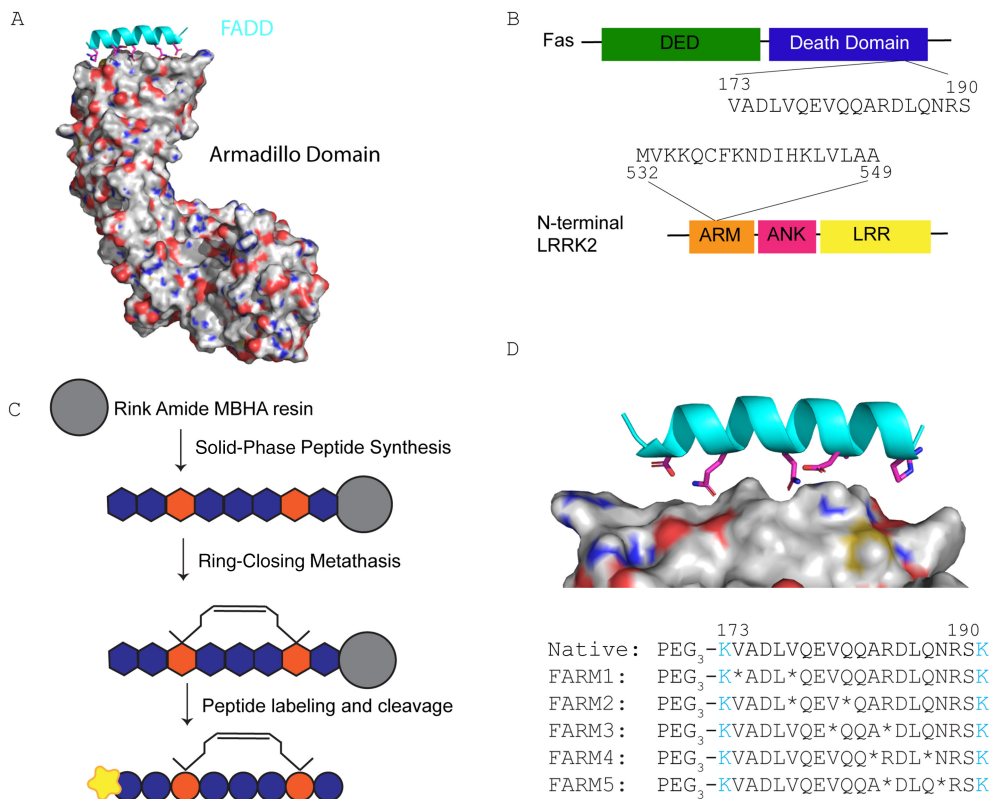 A
FADD
Armadillo Domain
B
Fas
DED
Death Domain
173
190
VADLVQEVQQARDLQNRS
MVKKQCFKNDIHKLVLAA
532
549
N-terminal
LRRK2
ARM
ANK
LRR
C
Rink Amide MBHA resin
Solid-Phase Peptide Synthesis
Ring-Closing Metathasis
Peptide labeling and cleavage
D
173
190
Native: PEG3-KVADLVQEVQQARDLQNRSK
FARM1: PEG3-K*ADL*QEVQQARDLQNRSK
FARM2: PEG3-KVADL*QEV*QARDLQNRSK
FARM3: PEG3-KVADLVQE*QQA*DLQNRSK
FARM4: PEG3-KVADLVQEVQQ*RDL*NRSK
FARM5: PEG3-KVADLVQEVQQA*DLQ*RSK